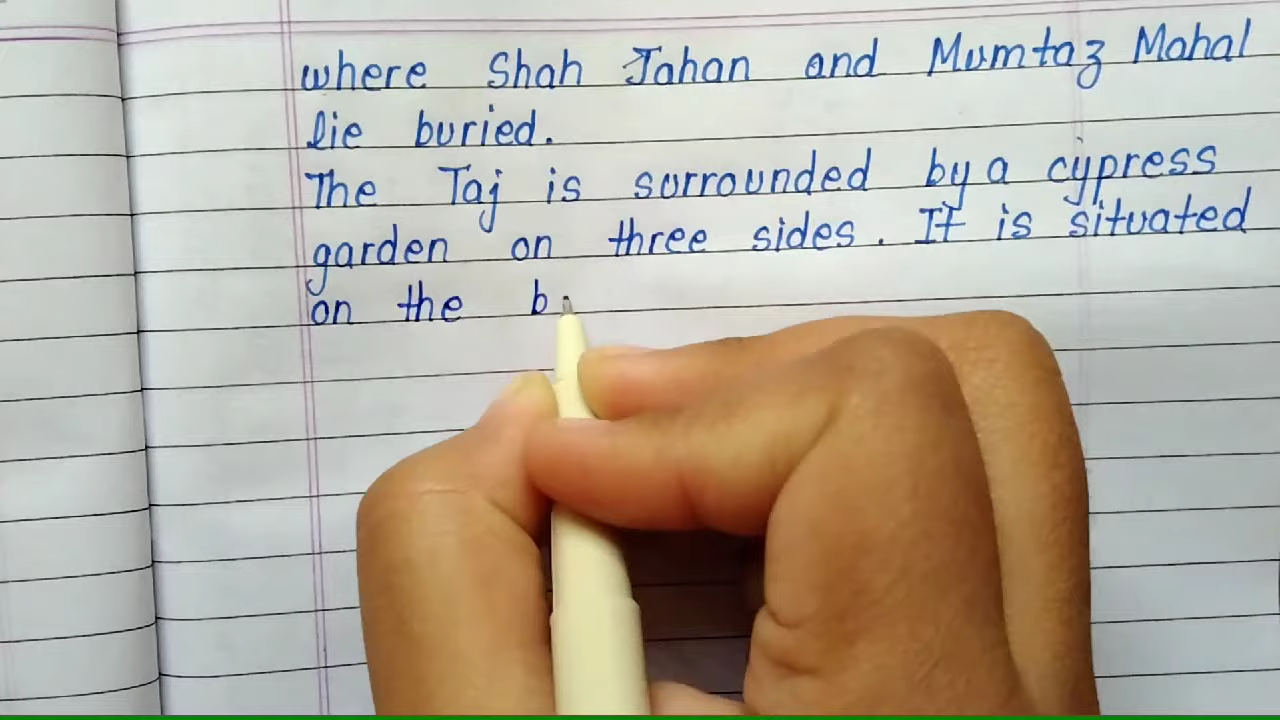 where Shah Jahan and Mumtaz Mahal
lie buried.
The Taj is surrounded by a cypress
garden on three sides. It is situated
on the b